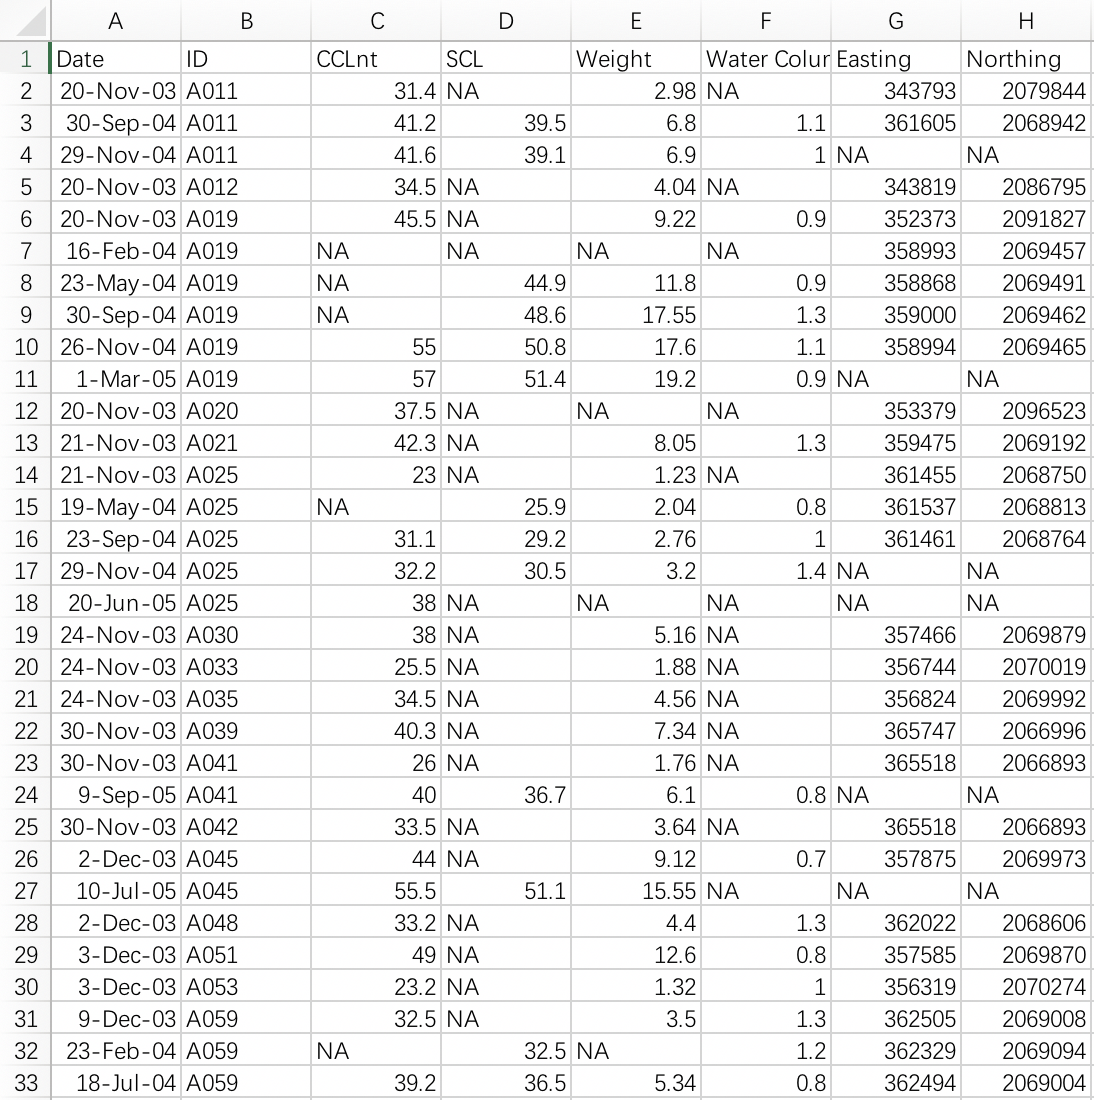 A B C D E F G H
1 Date ID CCLnt SCL Weight Water Colur Easting Northing
2 20-Nov-03 A011 31.4 NA 2.98 NA 343793 2079844
3 30-Sep-04 A011 41.2 39.5 6.8 1.1 361605 2068942
4 29-Nov-04 A011 41.6 39.1 6.9 1 NA NA
5 20-Nov-03 A012 34.5 NA 4.04 NA 343819 2086795
6 20-Nov-03 A019 45.5 NA 9.22 0.9 352373 2091827
7 16-Feb-04 A019 NA NA NA NA 358993 2069457
8 23-May-04 A019 NA 44.9 11.8 0.9 358868 2069491
9 30-Sep-04 A019 NA 48.6 17.55 1.3 359000 2069462
10 26-Nov-04 A019 55 50.8 17.6 1.1 358994 2069465
11 1-Mar-05 A019 57 51.4 19.2 0.9 NA NA
12 20-Nov-03 A020 37.5 NA NA NA 353379 2096523
13 21-Nov-03 A021 42.3 NA 8.05 1.3 359475 2069192
14 21-Nov-03 A025 23 NA 1.23 NA 361455 2068750
15 19-May-04 A025 NA 25.9 2.04 0.8 361537 2068813
16 23-Sep-04 A025 31.1 29.2 2.76 1 361461 2068764
17 29-Nov-04 A025 32.2 30.5 3.2 1.4 NA NA
18 20-Jun-05 A025 38 NA NA NA NA NA
19 24-Nov-03 A030 38 NA 5.16 NA 357466 2069879
20 24-Nov-03 A033 25.5 NA 1.88 NA 356744 2070019
21 24-Nov-03 A035 34.5 NA 4.56 NA 356824 2069992
22 30-Nov-03 A039 40.3 NA 7.34 NA 365747 2066996
23 30-Nov-03 A041 26 NA 1.76 NA 365518 2066893
24 9-Sep-05 A041 40 36.7 6.1 0.8 NA NA
25 30-Nov-03 A042 33.5 NA 3.64 NA 365518 2066893
26 2-Dec-03 A045 44 NA 9.12 0.7 357875 2069973
27 10-Jul-05 A045 55.5 51.1 15.55 NA NA NA
28 2-Dec-03 A048 33.2 NA 4.4 1.3 362022 2068606
29 3-Dec-03 A051 49 NA 12.6 0.8 357585 2069870
30 3-Dec-03 A053 23.2 NA 1.32 1 356319 2070274
31 9-Dec-03 A059 32.5 NA 3.5 1.3 362505 2069008
32 23-Feb-04 A059 NA 32.5 NA 1.2 362329 2069094
33 18-Jul-04 A059 39.2 36.5 5.34 0.8 362494 2069004